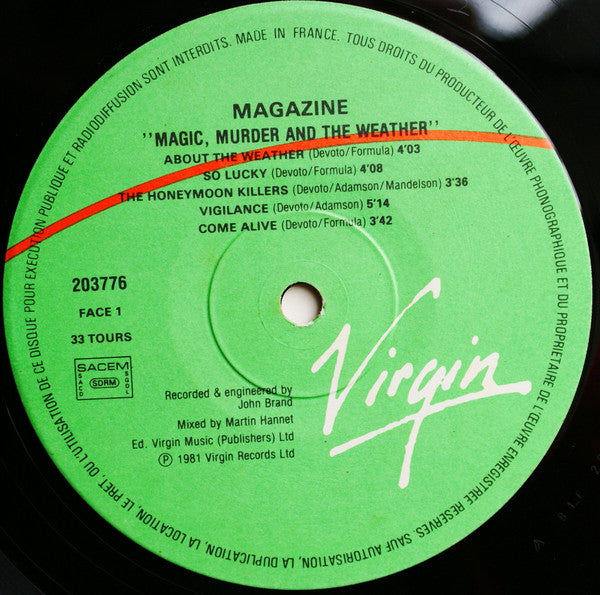 MADE IN FRANCE. TOUS DROITS DU PRODUCTEUR DE L'ŒUVRE PHONOGRAPHIQUE ET DU PROPRIETAIRE DE L'ŒUVRE ENREGISTREE RESERVES. SAUF AUTORISATION, LA DUPLICATION, LA LOCATION, LE PRET, OU L'UTILISATION DE CE DISQUE POUR EXECUTION PUBLIQUE ET RADIODIFFUSION SONT INTERDITS.
MAGAZINE
"MAGIC, MURDER AND THE WEATHER"
ABOUT THE WEATHER (Devoto/Formula) 4'03
SO LUCKY (Devoto/Formula) 4'08
THE HONEYMOON KILLERS (Devoto/Adamson/Mandelson) 3'36
VIGILANCE (Devoto/Adamson) 5'14
COME ALIVE (Devoto/Formula) 3'42
203776
FACE 1
33 TOURS
SACEM
SACD
SDRM
SGDL
Virgin
Recorded & engineered by
John Brand
Mixed by Martin Hannet
Ed. Virgin Music (Publishers) Ltd
℗ 1981 Virgin Records Ltd